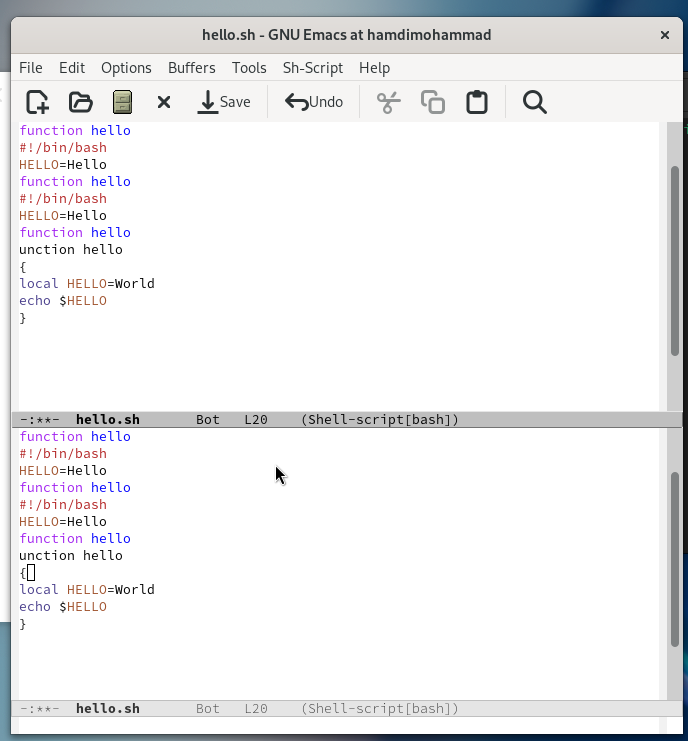 hello.sh - GNU Emacs at hamdimohammad
File Edit Options Buffers Tools Sh-Script Help
Save Undo
function hello
#!/bin/bash
HELLO=Hello
function hello
#!/bin/bash
HELLO=Hello
function hello
unction hello
{
local HELLO=World
echo $HELLO
}
-:**- hello.sh Bot L20 (Shell-script[bash])
function hello
#!/bin/bash
HELLO=Hello
function hello
#!/bin/bash
HELLO=Hello
function hello
unction hello
{
local HELLO=World
echo $HELLO
}
-:**- hello.sh Bot L20 (Shell-script[bash])